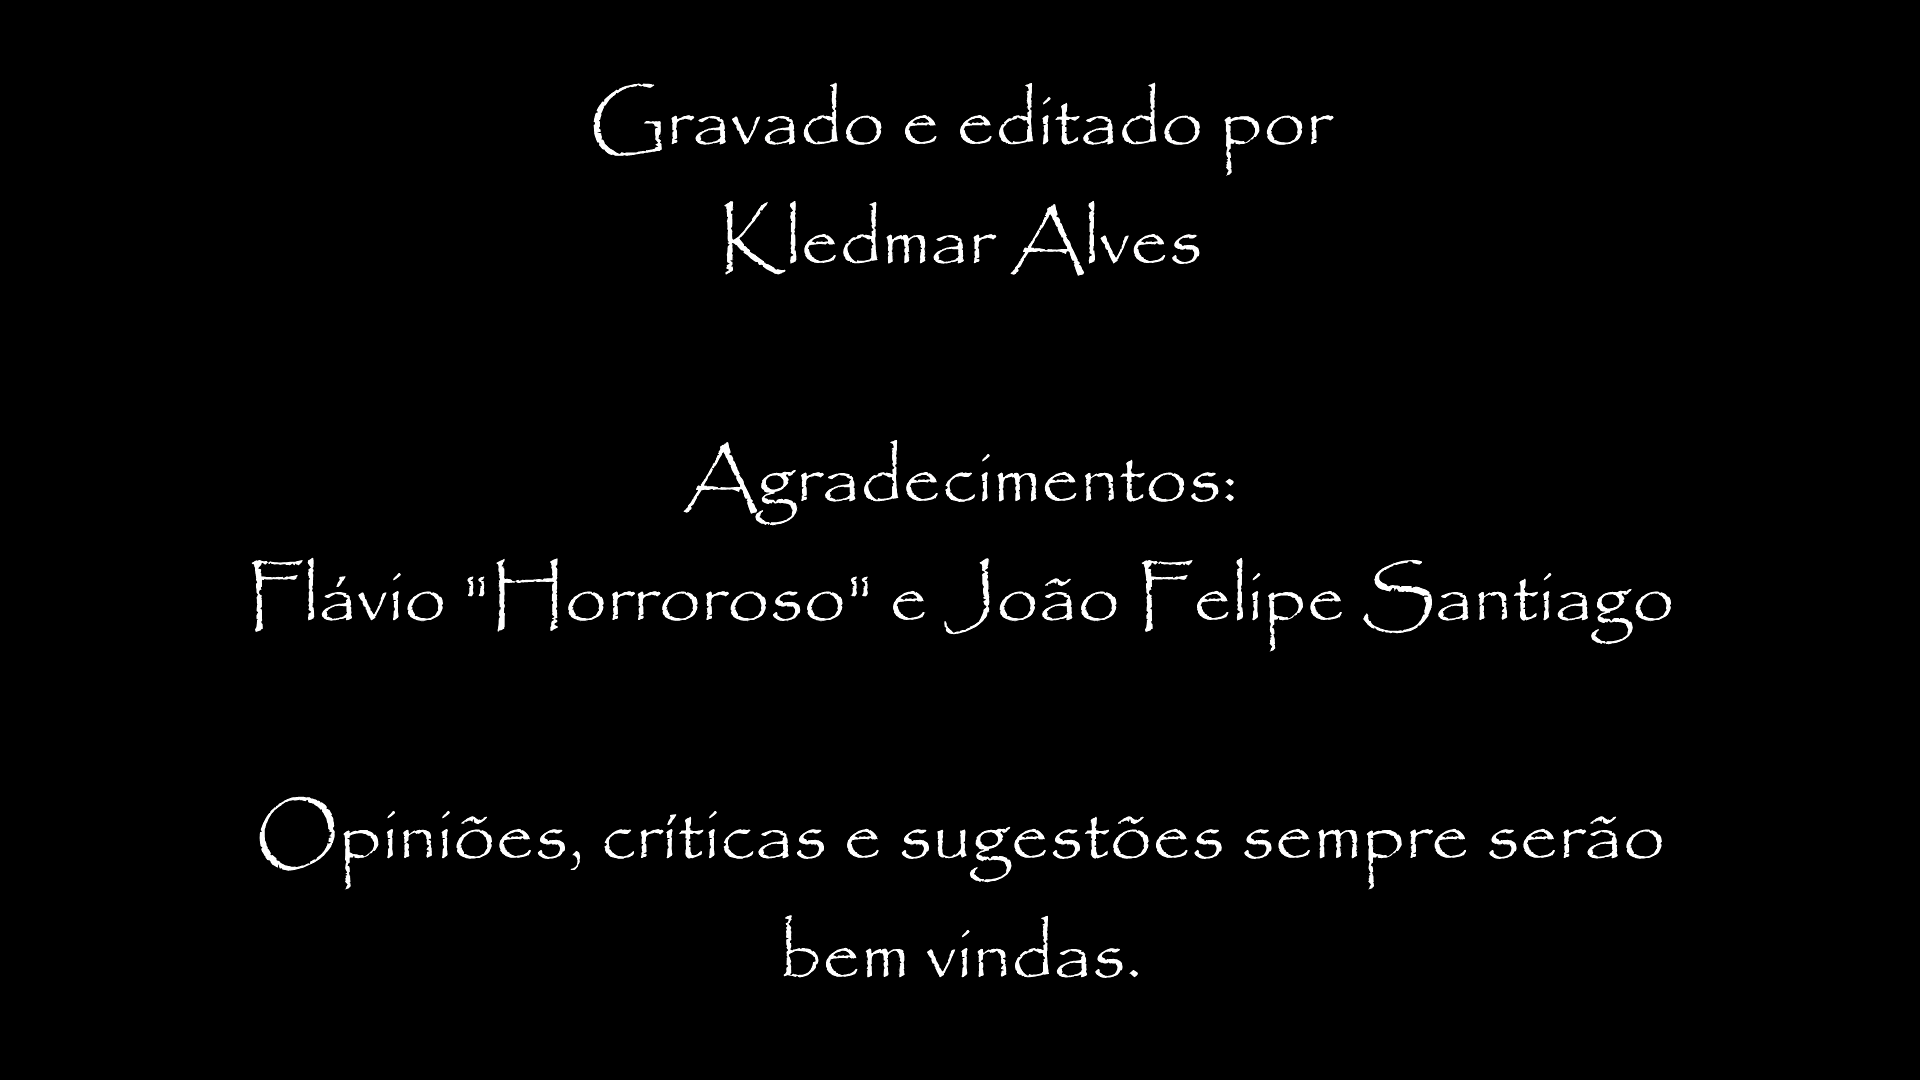 Gravado e editado por
Kledmar Alves
Agradecimentos:
Flávio "Horroroso" e João Felipe Santiago
Opiniões, críticas e sugestões sempre serão
bem vindas.